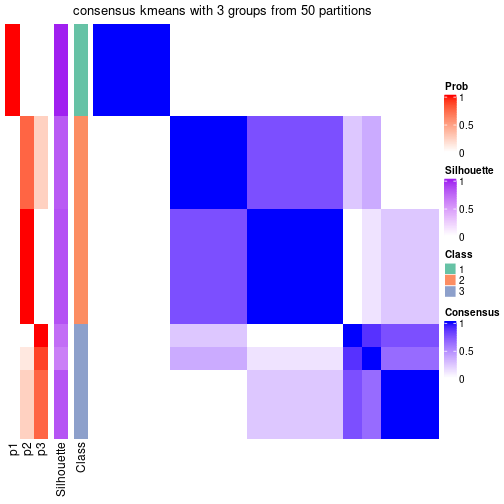 consensus kmeans with 3 groups from 50 partitions
Prob
1
0.5
0
Silhouette
1
0.5
0
Class
1
2
3
Consensus
1
0.5
0
p1
p2
p3
Silhouette
Class